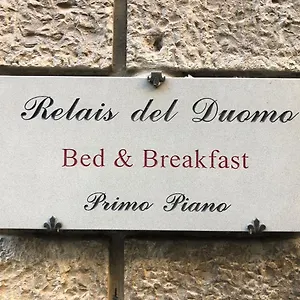 Relais del Duomo
Bed & Breakfast
Primo Piano